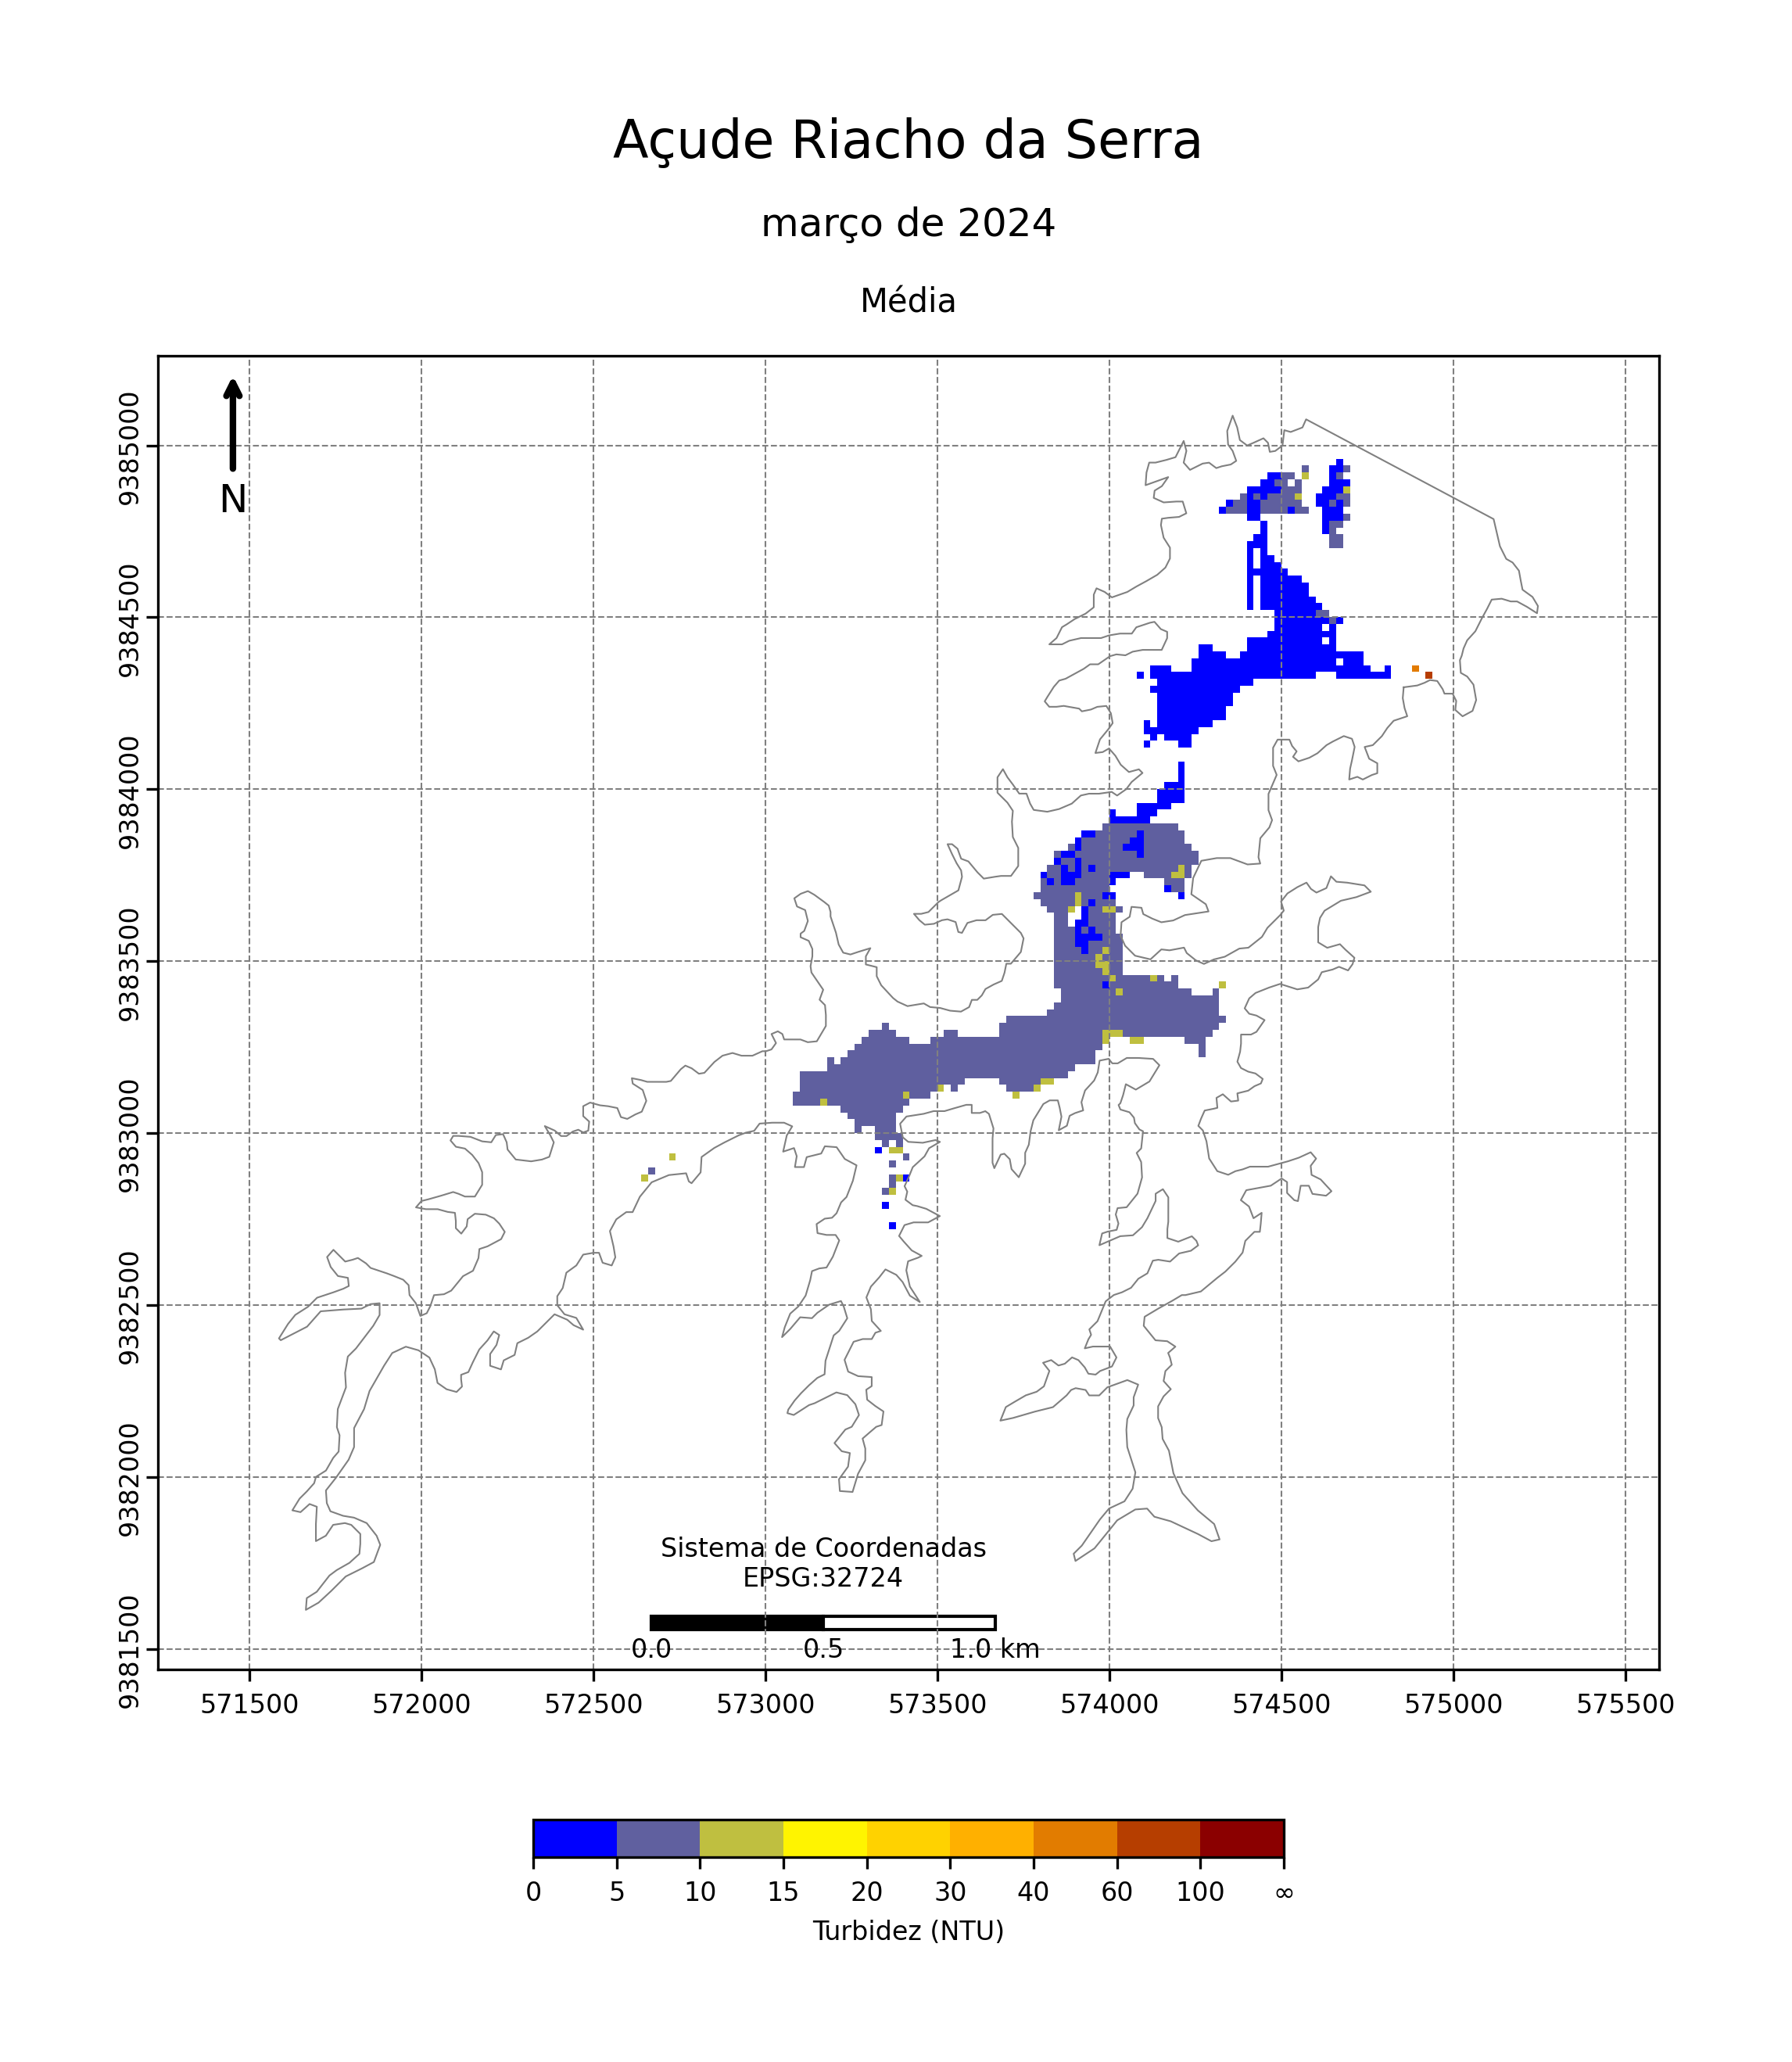 Açude Riacho da Serra
março de 2024
Média
N
9385000
9384500
9384000
9383500
9383000
9382500
9382000
9381500
Sistema de Coordenadas
EPSG:32724
0.0 0.5 1.0 km
571500 572000 572500 573000 573500 574000 574500 575000 575500
0 5 10 15 20 30 40 60 100 ∞
Turbidez (NTU)